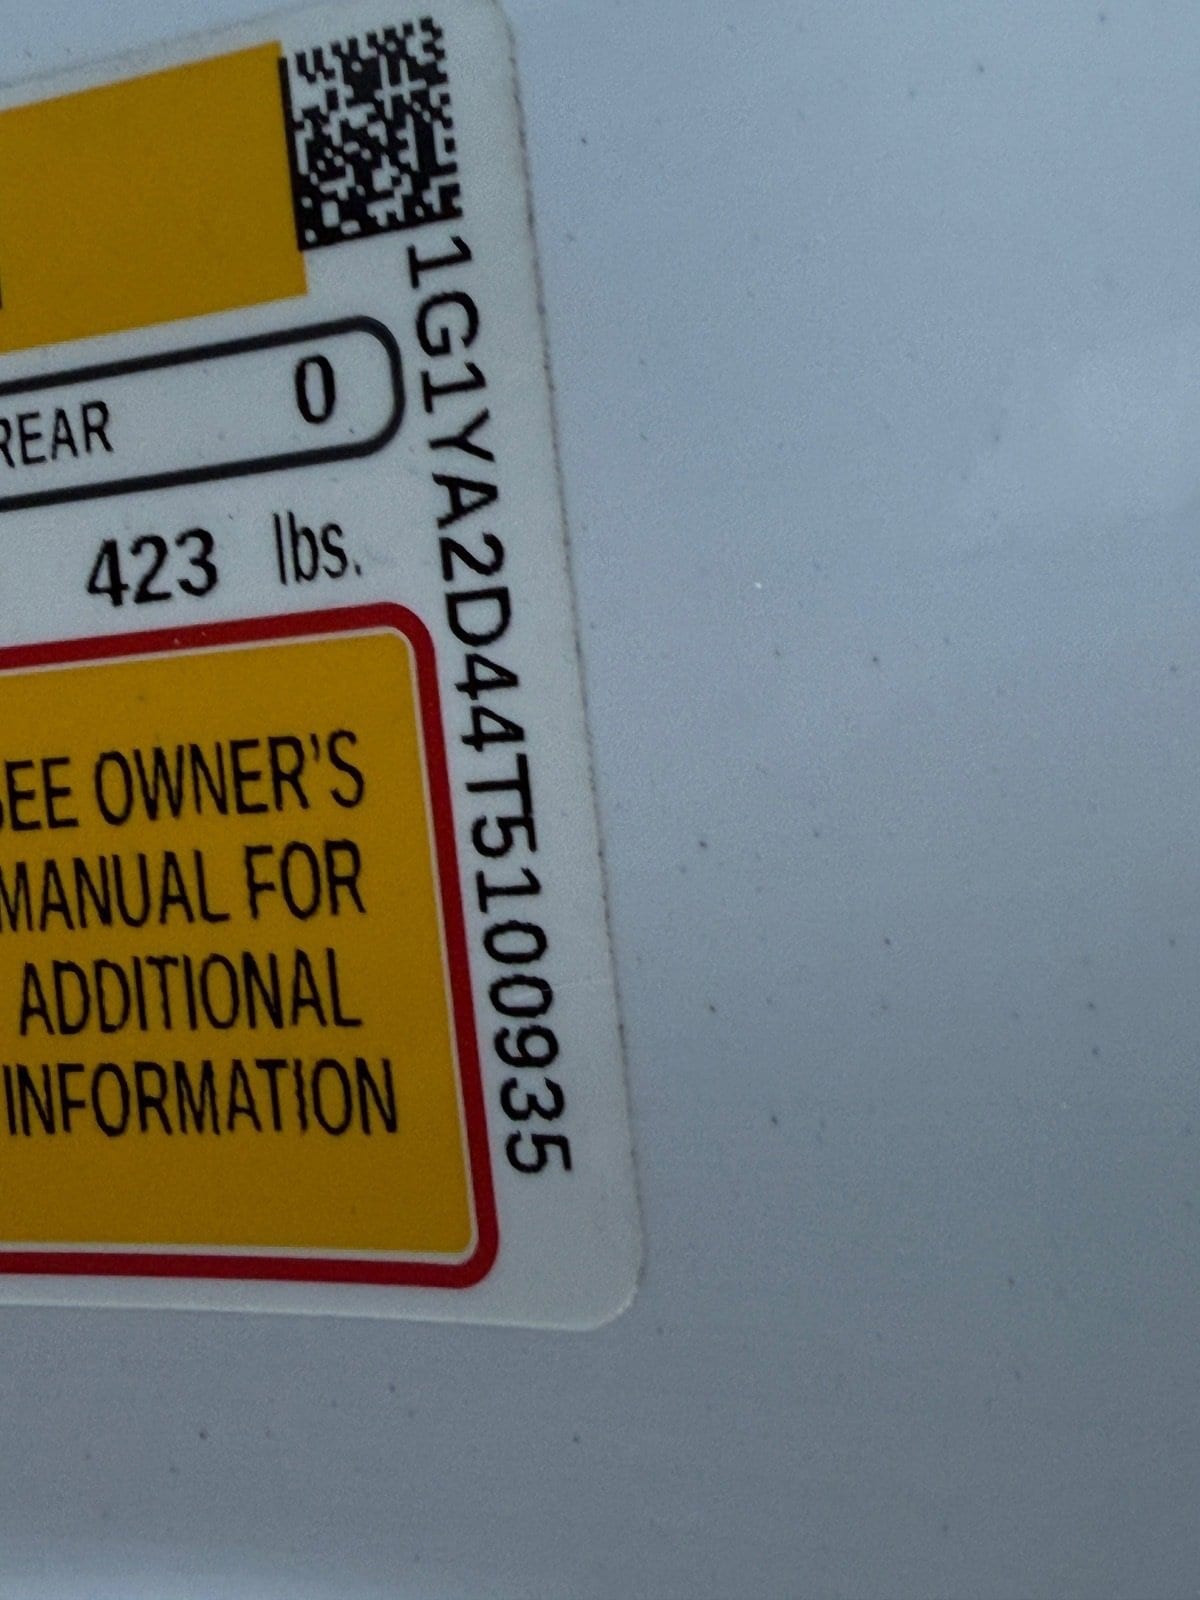 REAR 0
423 lbs.
SEE OWNER'S
MANUAL FOR
ADDITIONAL
INFORMATION
1G1YA2D44T5100935